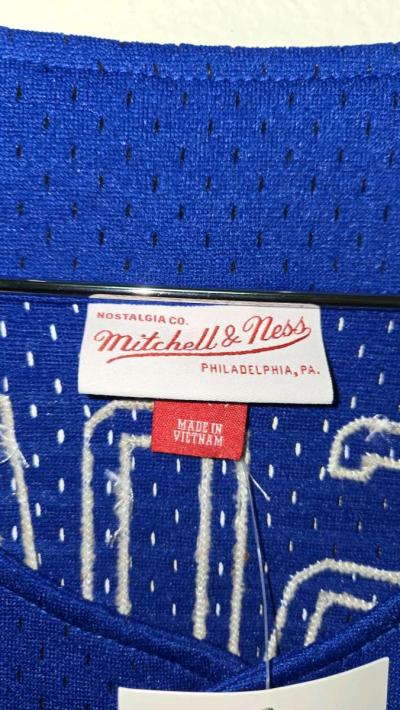 NOSTALGIA CO.
Mitchell & Ness
PHILADELPHIA, PA.
MADE IN
VIETNAM